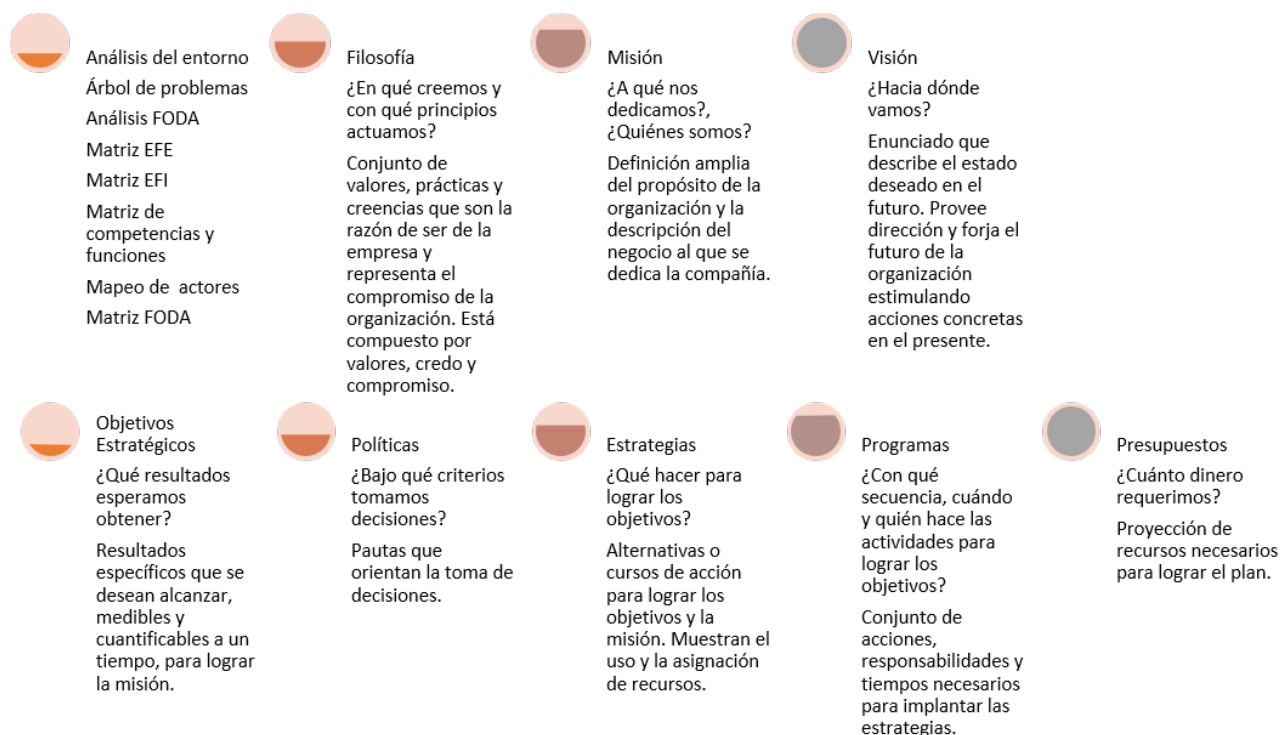 Análisis del entorno
Árbol de problemas
Análisis FODA
Matriz EFE
Matriz EFI
Matriz de
competencias y
funciones
Mapeo de actores
Matriz FODA
Filosofía
¿En qué creemos y
con qué principios
actuamos?
Conjunto de
valores, prácticas y
creencias que son la
razón de ser de la
empresa y
representa el
compromiso de la
organización. Está
compuesto por
valores, credo y
compromiso.
Misión
¿A qué nos
dedicamos?,
¿Quiénes somos?
Definición amplia
del propósito de la
organización y la
descripción del
negocio al que se
dedica la compañía.
Visión
¿Hacia dónde
vamos?
Enunciado que
describe el estado
deseado en el
futuro. Provee
dirección y forja el
futuro de la
organización
estimulando
acciones concretas
en el presente.
Objetivos
Estratégicos
¿Qué resultados
esperamos
obtener?
Resultados
específicos que se
desean alcanzar,
medibles y
cuantificables a un
tiempo, para lograr
la misión.
Políticas
¿Bajo qué criterios
tomamos
decisiones?
Pautas que
orientan la toma de
decisiones.
Estrategias
¿Qué hacer para
lograr los
objetivos?
Alternativas o
cursos de acción
para lograr los
objetivos y la
misión. Muestran el
uso y la asignación
de recursos.
Programas
¿Con qué
secuencia, cuándo
y quién hace las
actividades para
lograr los
objetivos?
Conjunto de
acciones,
responsabilidades y
tiempos necesarios
para implantar las
estrategias.
Presupuestos
¿Cuánto dinero
requerimos?
Proyección de
recursos necesarios
para lograr el plan.